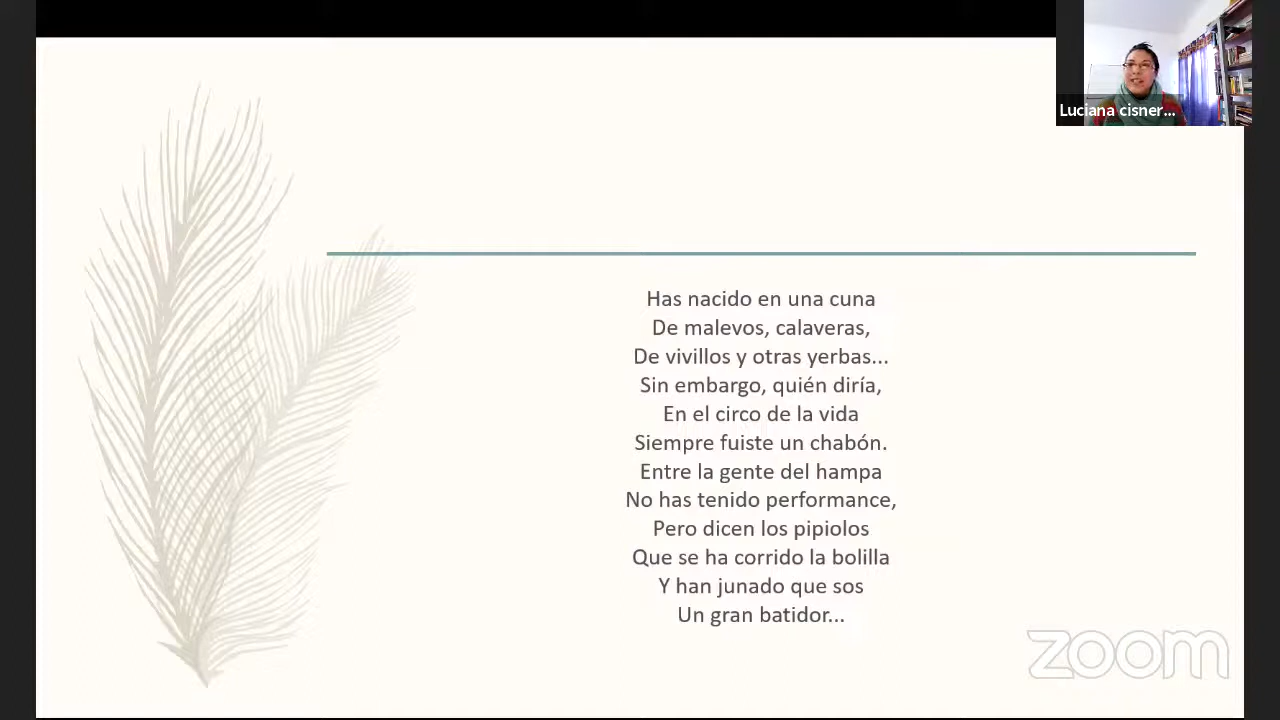 Luciana cisner...
Has nacido en una cuna
De malevos, calaveras,
De vivillos y otras yerbas...
Sin embargo, quién diría,
En el circo de la vida
Siempre fuiste un chabón.
Entre la gente del hampa
No has tenido performance,
Pero dicen los pipiolos
Que se ha corrido la bolilla
Y han junado que sos
Un gran batidor...
zoom